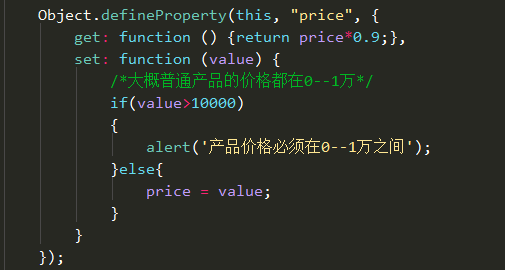 Object.defineProperty(this, "price", {
get: function () {return price*0.9;},
set: function (value) {
/*大概普通产品的价格都在0--1万*/
if(value>10000)
{
alert('产品价格必须在0--1万之间');
}else{
price = value;
}
}
});